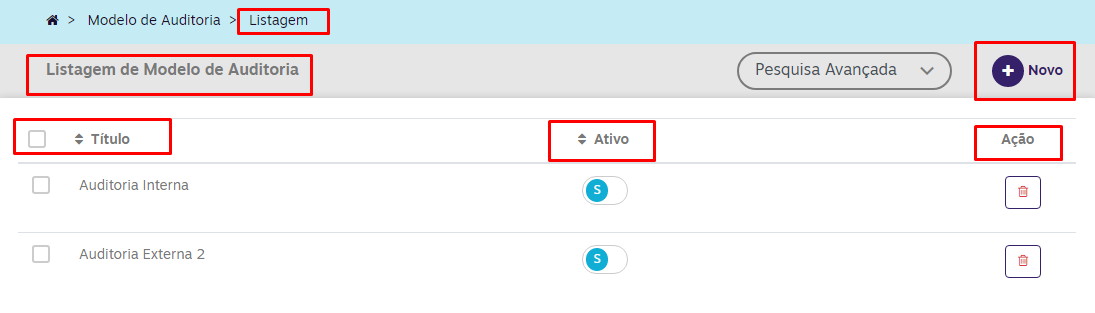 > Modelo de Auditoria > Listagem
Listagem de Modelo de Auditoria Pesquisa Avançada Novo
Título Ativo Ação
Auditoria Interna S
Auditoria Externa 2 S